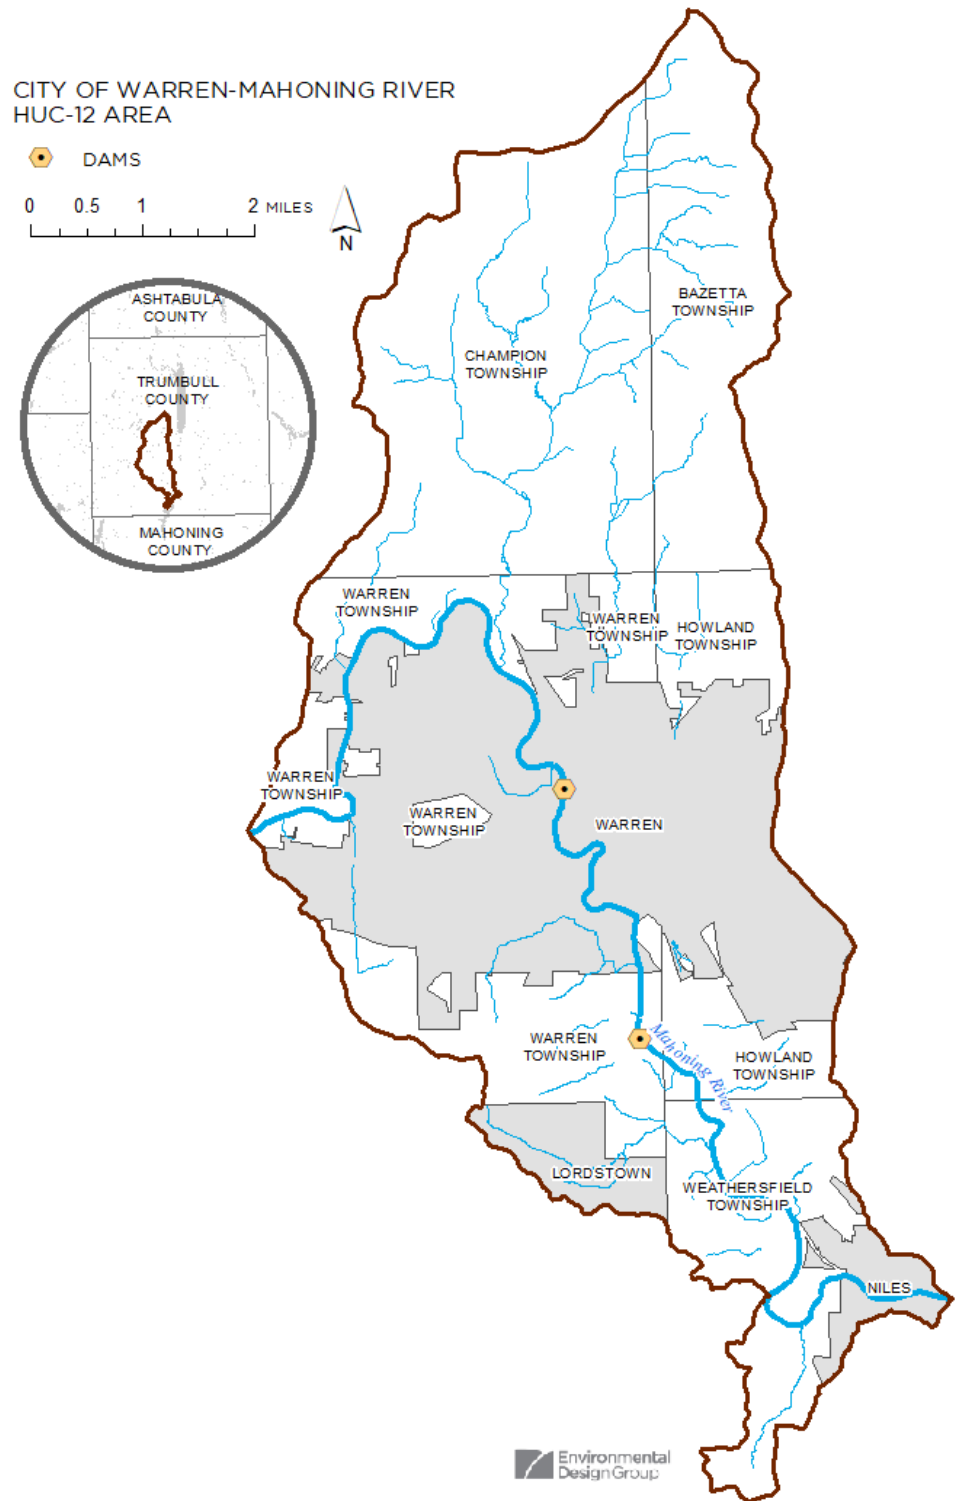 CITY OF WARREN-MAHONING RIVER
HUC-12 AREA
DAMS
0 0.5 1 2 MILES
N
ASHTABULA
COUNTY
TRUMBULL
COUNTY
MAHONING
COUNTY
BAZETTA
TOWNSHIP
CHAMPION
TOWNSHIP
WARREN
TOWNSHIP
WARREN
TOWNSHIP
HOWLAND
TOWNSHIP
WARREN
TOWNSHIP
WARREN
TOWNSHIP
WARREN
WARREN
TOWNSHIP
Mahoning River
HOWLAND
TOWNSHIP
LORDSTOWN
WEATHERSFIELD
TOWNSHIP
NILES
Environmental
DesignGroup